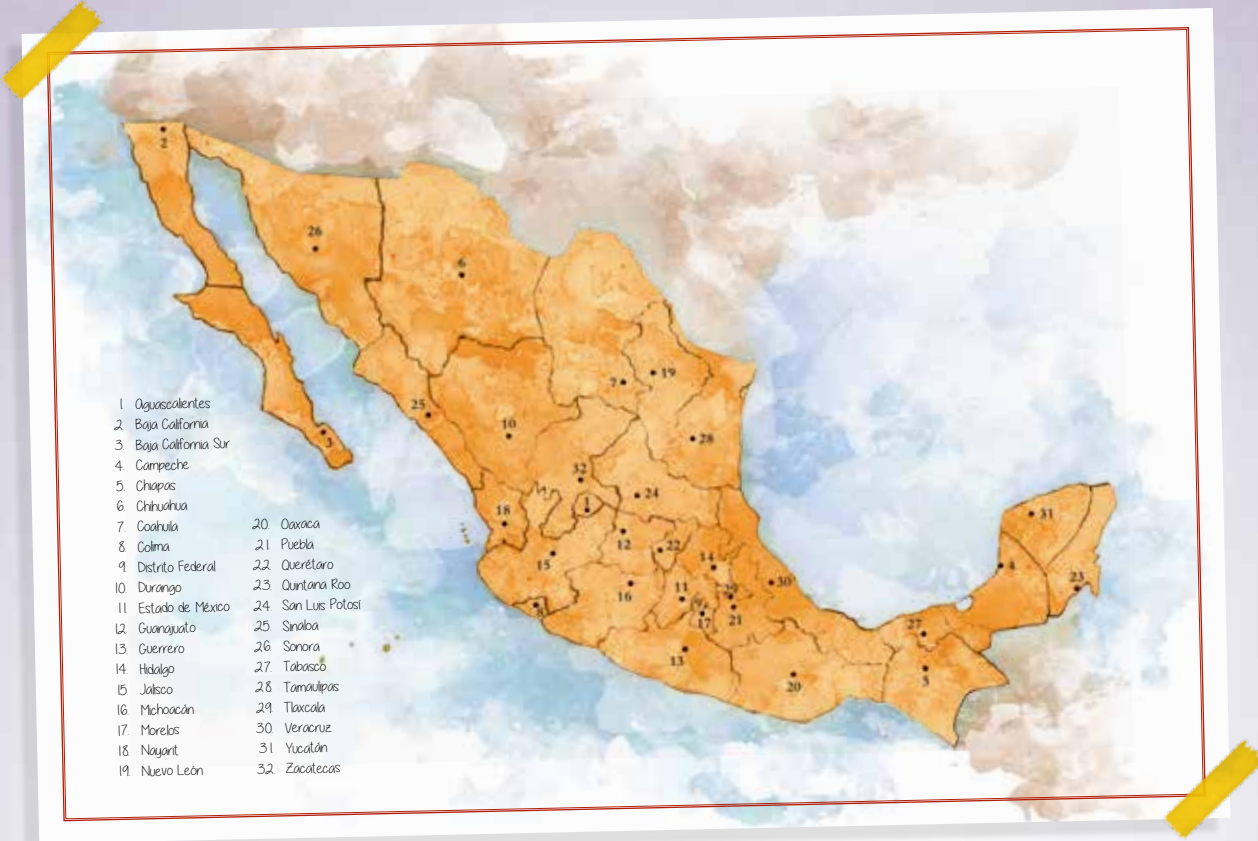 2
26
6
7
19
25
10
28
32
24
3
1
18
12
22
14
15
11
16
29
30
9
17
21
13
20
31
4
23
27
5
8
1 Aguascalientes
2 Baja California
3 Baja California Sur
4. Campeche
5. Chiapas
6. Chihuahua
7. Coahuila
8. Colima
9 Distrito Federal
10. Durango
11 Estado de México
12 Guanajuato
13 Guerrero
14. Hidalgo
15. Jalisco
16. Michoacán
17. Morelos
18 Nayarit
19. Nuevo León
20. Oaxaca
21 Puebla
22 Querétaro
23 Quintana Roo
24 San Luis Potosí
25 Sinaloa
26 Sonora
27. Tabasco
28 Tamaulipas
29 Tlaxcala
30. Veracruz
31 Yucatán
32 Zacatecas